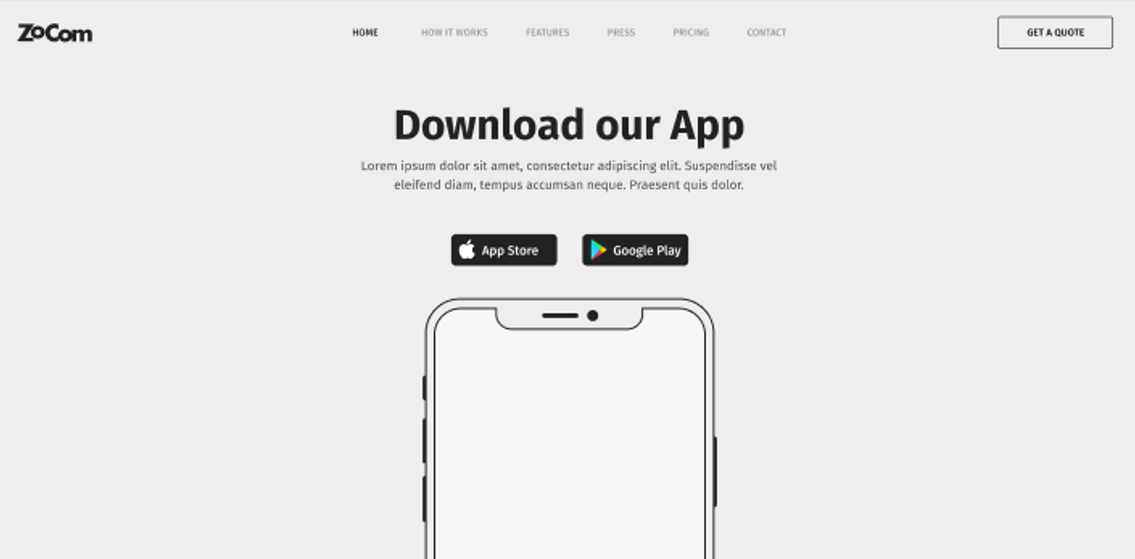 ZoCom
HOME HOW IT WORKS FEATURES PRESS PRICING CONTACT
GET A QUOTE
Download our App
Lorem ipsum dolor sit amet, consectetur adipiscing elit. Suspendisse vel
eleifend diam, tempus accumsan neque. Praesent quis dolor.
App Store
Google Play